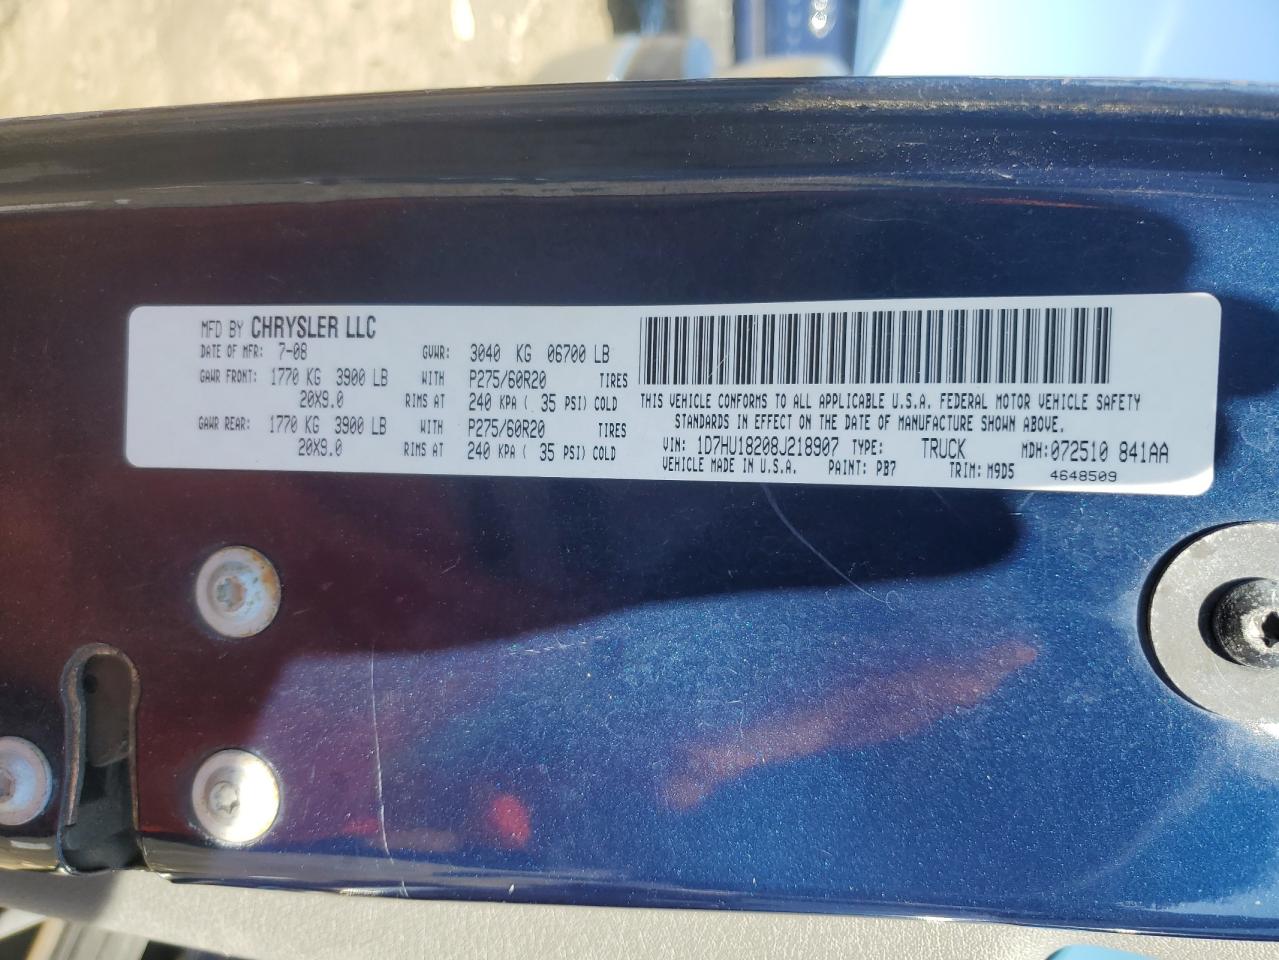 MFD BY CHRYSLER LLC
DATE OF MFR: 7-08 GVWR: 3040 KG 06700 LB
GAWR FRONT: 1770 KG 3900 LB WITH P275/60R20 TIRES
20X9.0 RIMS AT 240 KPA ( 35 PSI) COLD
GAWR REAR: 1770 KG 3900 LB WITH P275/60R20 TIRES
20X9.0 RIMS AT 240 KPA ( 35 PSI) COLD
THIS VEHICLE CONFORMS TO ALL APPLICABLE U.S.A. FEDERAL MOTOR VEHICLE SAFETY
STANDARDS IN EFFECT ON THE DATE OF MANUFACTURE SHOWN ABOVE.
VIN: 1D7HU18208J218907 TYPE: TRUCK MDH:072510 841AA
VEHICLE MADE IN U.S.A. PAINT: PB7 TRIM: M9D5 4648509